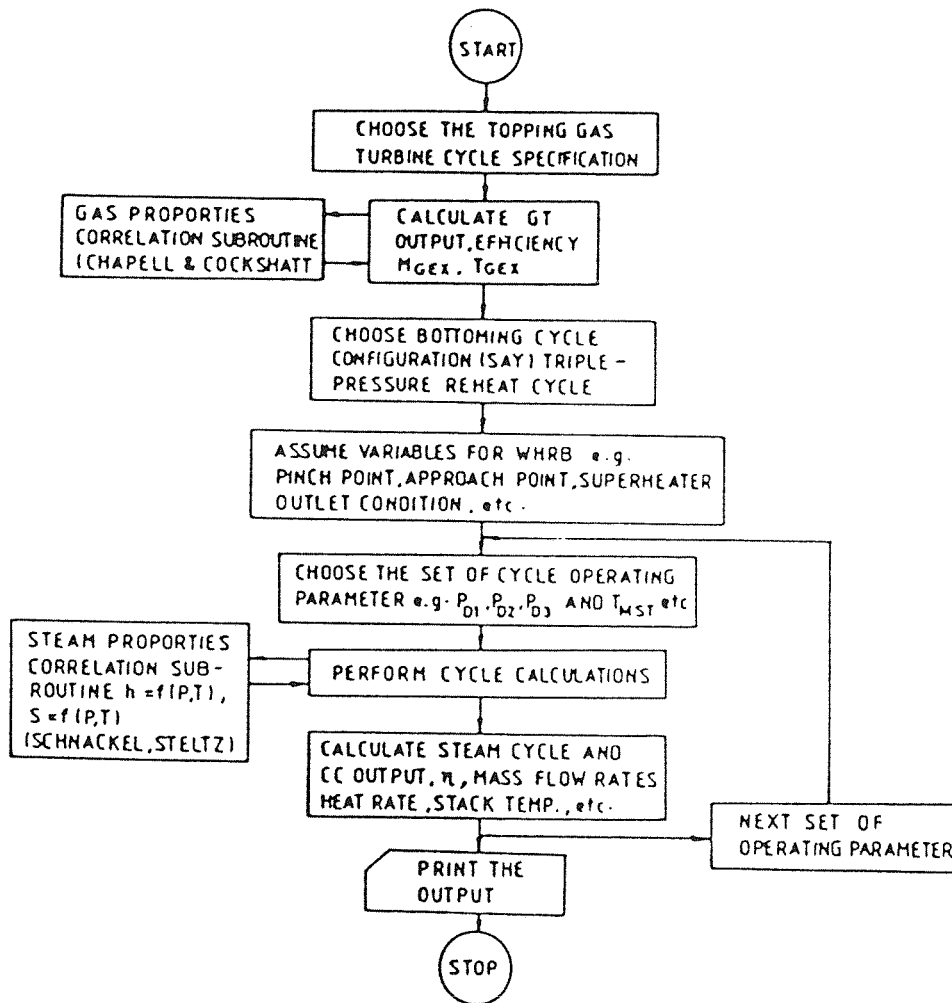 START
CHOOSE THE TOPPING GAS
TURBINE CYCLE SPECIFICATION
GAS PROPORTIES
CORRELATION SUBROUTINE
(CHAPELL & COCKSHATT
CALCULATE GT
OUTPUT, EFHCIENCY
MGEX, TGEX
CHOOSE BOTTOMING CYCLE
CONFIGURATION (SAY) TRIPLE-
PRESSURE REHEAT CYCLE
ASSUME VARIABLES FOR WHRB e.g.
PINCH POINT, APPROACH POINT, SUPERHEATER
OUTLET CONDITION, etc.
CHOOSE THE SET OF CYCLE OPERATING
PARAMETER e.g. PD1, PD2, PD3 AND TMST etc
STEAM PROPORTIES
CORRELATION SUB-
ROUTINE h = f(P,T),
S = f(P,T)
(SCHNACKEL, STELTZ)
PERFORM CYCLE CALCULATIONS
CALCULATE STEAM CYCLE AND
CC OUTPUT, η, MASS FLOW RATES
HEAT RATE, STACK TEMP., etc.
NEXT SET OF
OPERATING PARAMETER
PRINT THE
OUTPUT
STOP